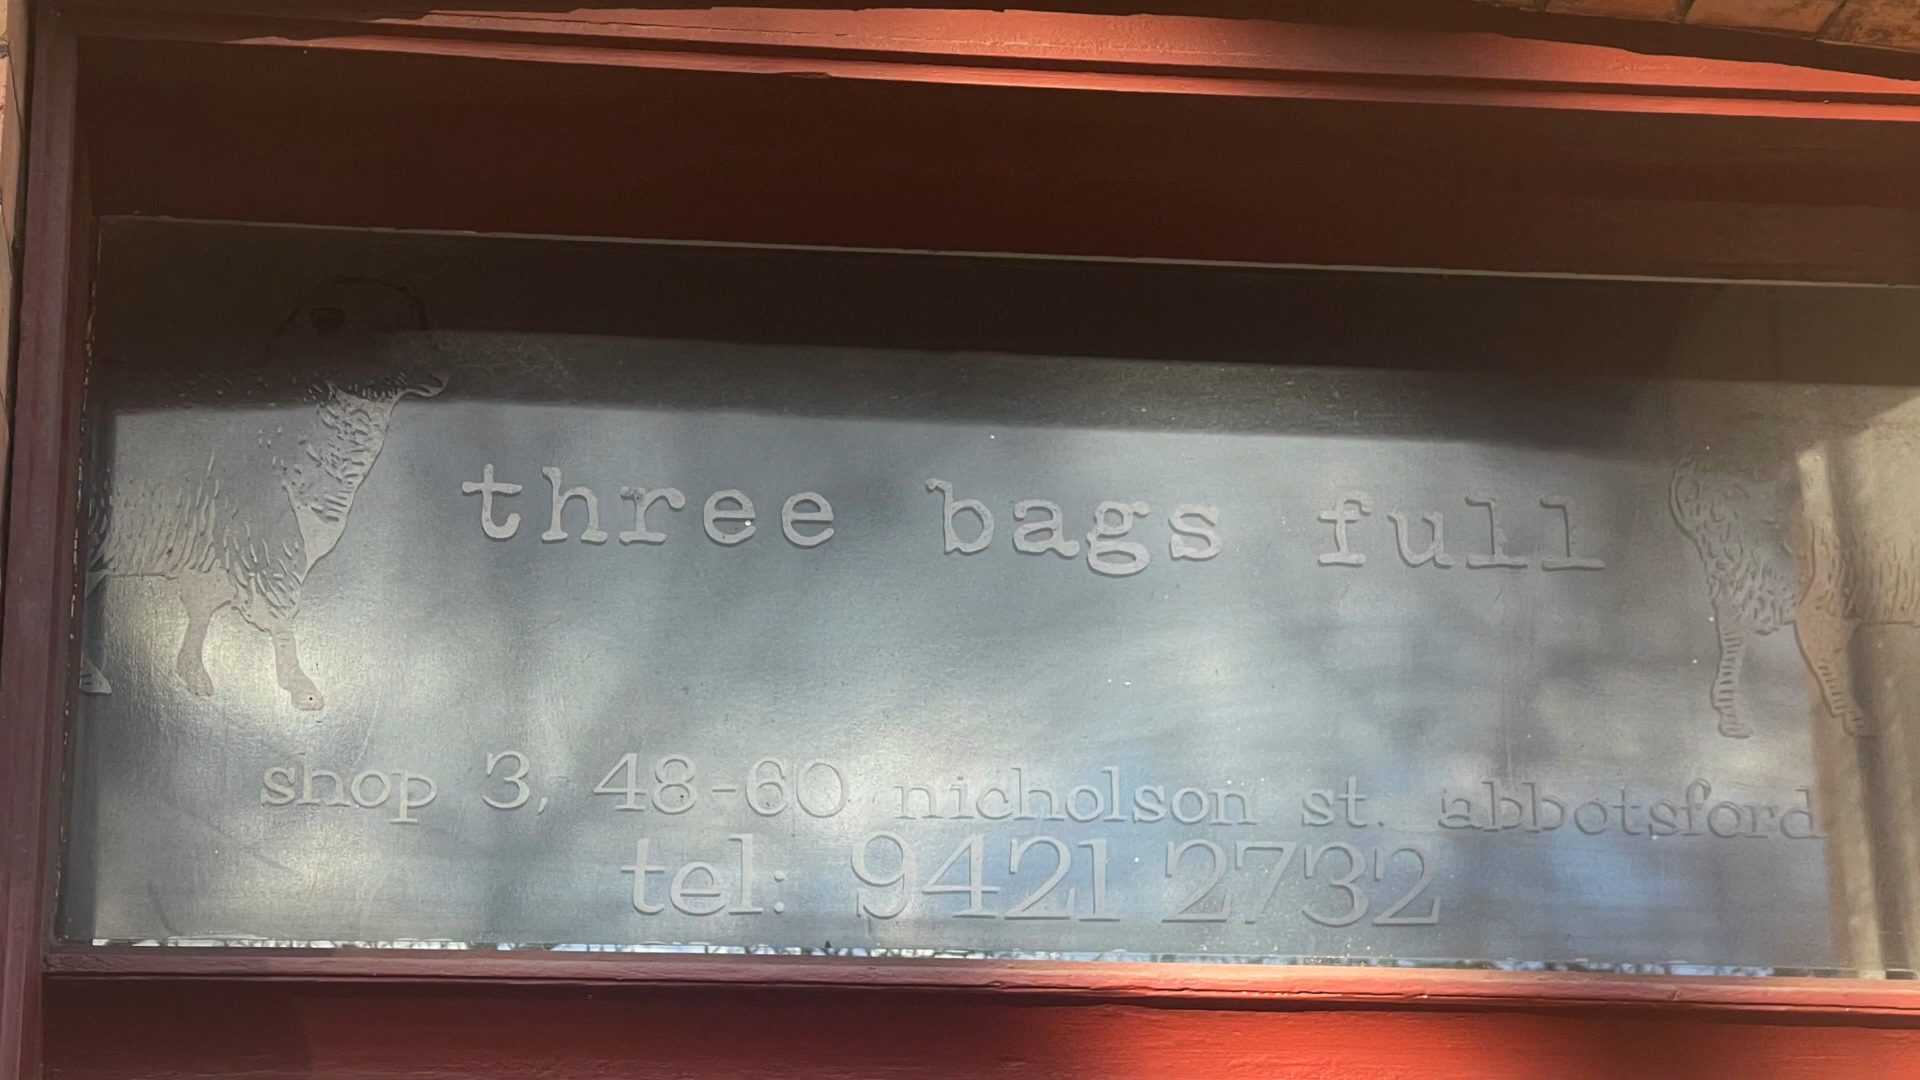 three bags full
shop 3, 48-60 nicholson st. abbotsford
tel: 9421 2732